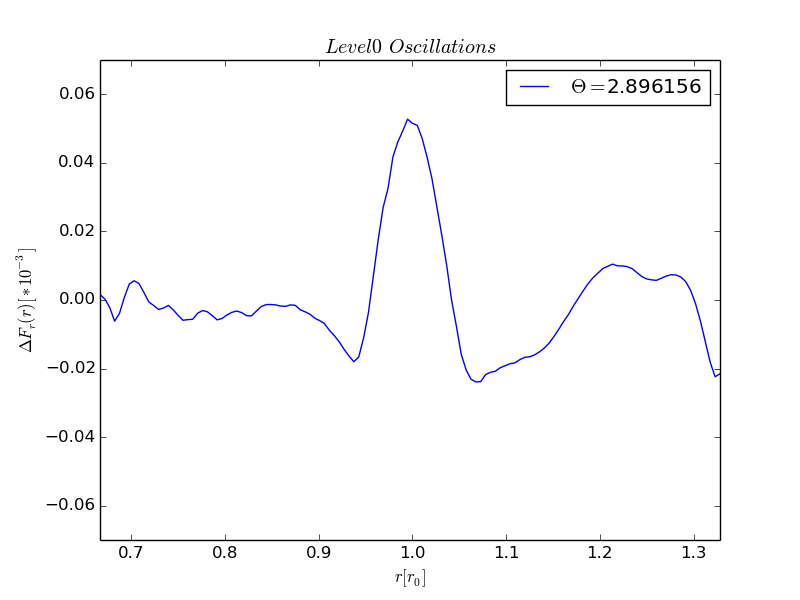 Level0 Oscillations
Θ = 2.896156
0.06
0.04
0.02
0.00
−0.02
−0.04
−0.06
ΔF_r(r)[∗10^{−3}]
0.7 0.8 0.9 1.0 1.1 1.2 1.3
r[r_0]